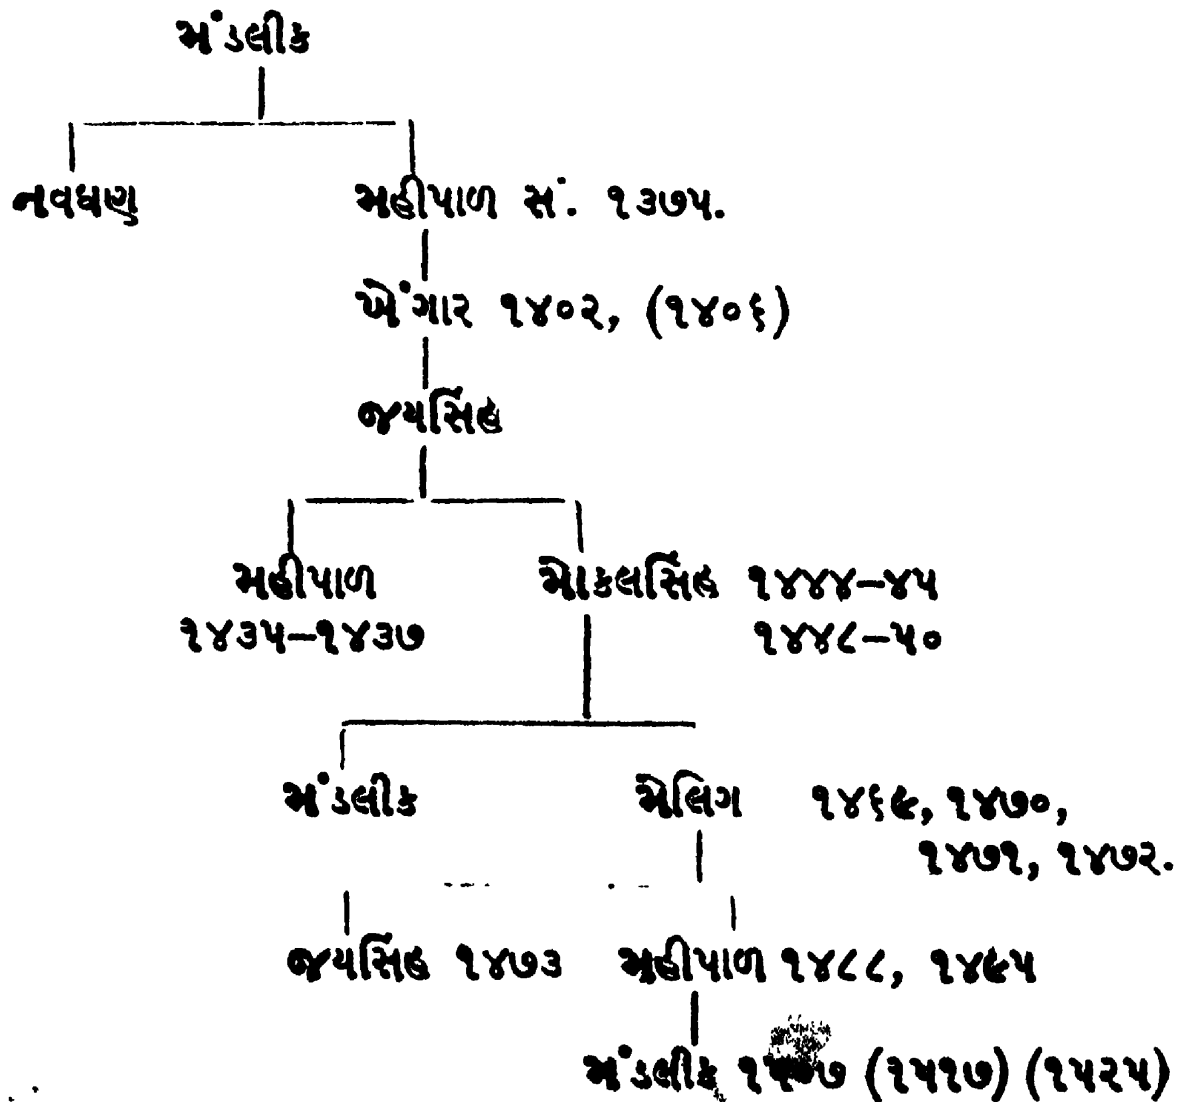 મંડલીક
નવઘણ મહીપાળ સં. ૧૩૭૫.
ખેંગાર ૧૪૦૨, (૧૪૦૬)
જયસિંહ
મહીપાળ મોકલસિંહ ૧૪૪૪–૪૫
૧૪૩૫–૧૪૩૭ ૧૪૪૮–૫૦
મંડલીક મેલિગ ૧૪૬૯, ૧૪૭૦,
૧૪૭૧, ૧૪૭૨.
જયસિંહ ૧૪૭૩ મહીપાળ ૧૪૮૮, ૧૪૯૫
મંડલીક (૧૫૧૭) (૧૫૨૫)